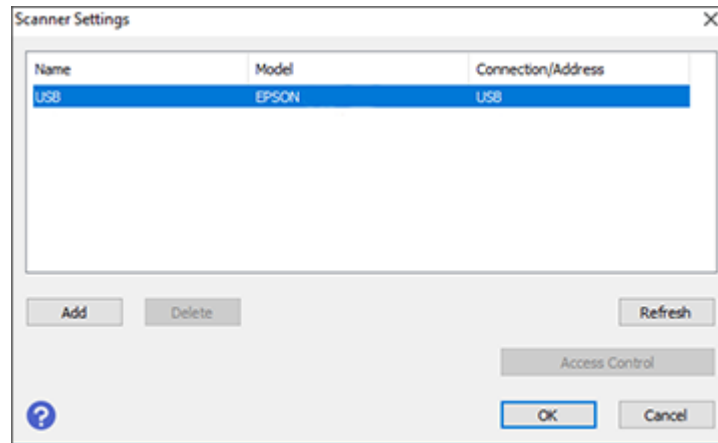 Scanner Settings
Name Model Connection/Address
USB EPSON USB
Add Delete Refresh
Access Control
? OK Cancel